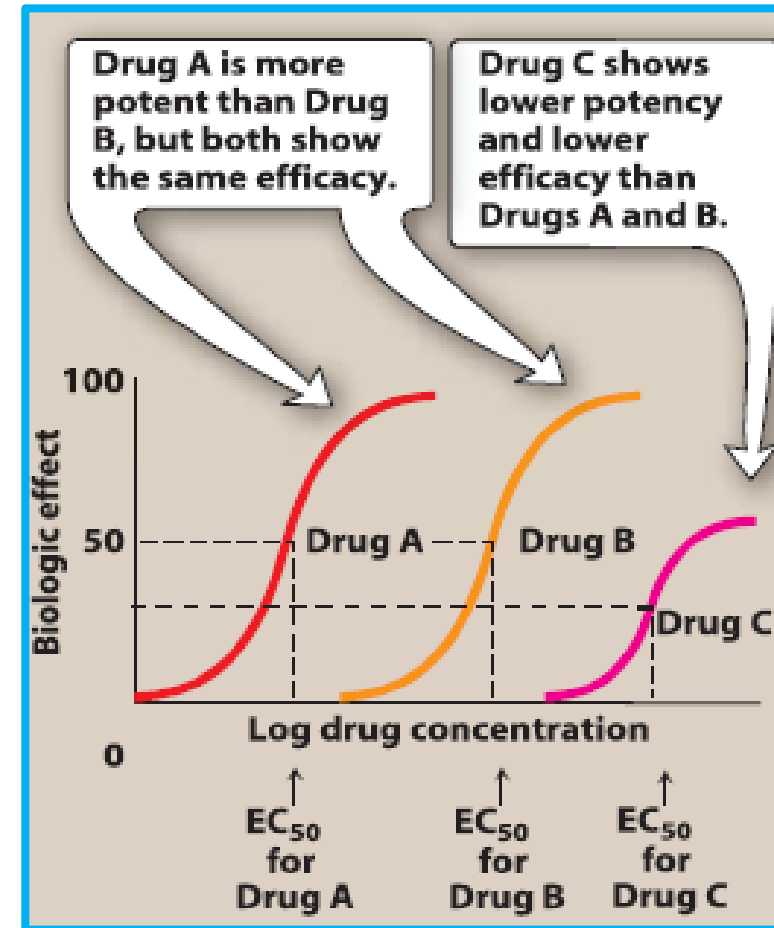 Drug A is more
potent than Drug
B, but both show
the same efficacy.
Drug C shows
lower potency
and lower
efficacy than
Drugs A and B.
100
50
0
Biologic effect
Drug A
Drug B
Drug C
Log drug concentration
EC50
for
Drug A
EC50
for
Drug B
EC50
for
Drug C